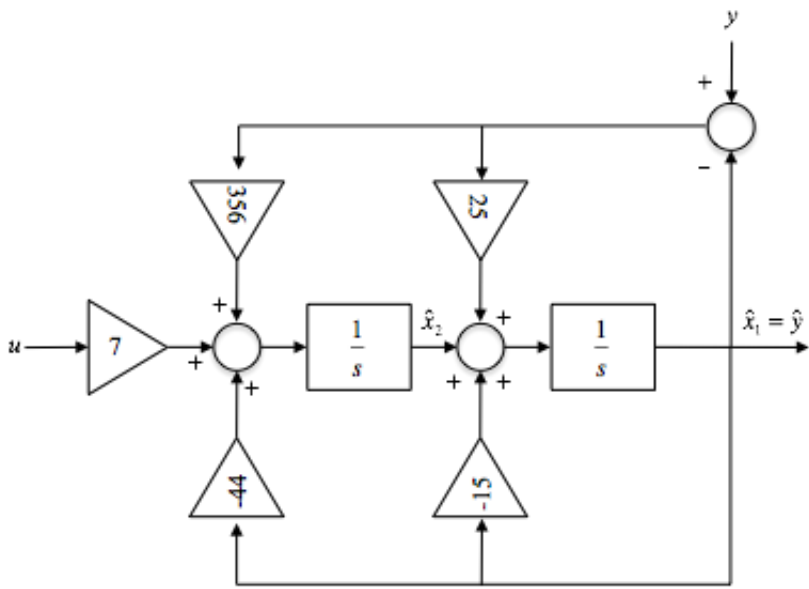 y
+
-
356
25
+
+
x̂₂
x̂₁ = ŷ
u
7
1
s
1
s
+
+
+
+
-44
-15